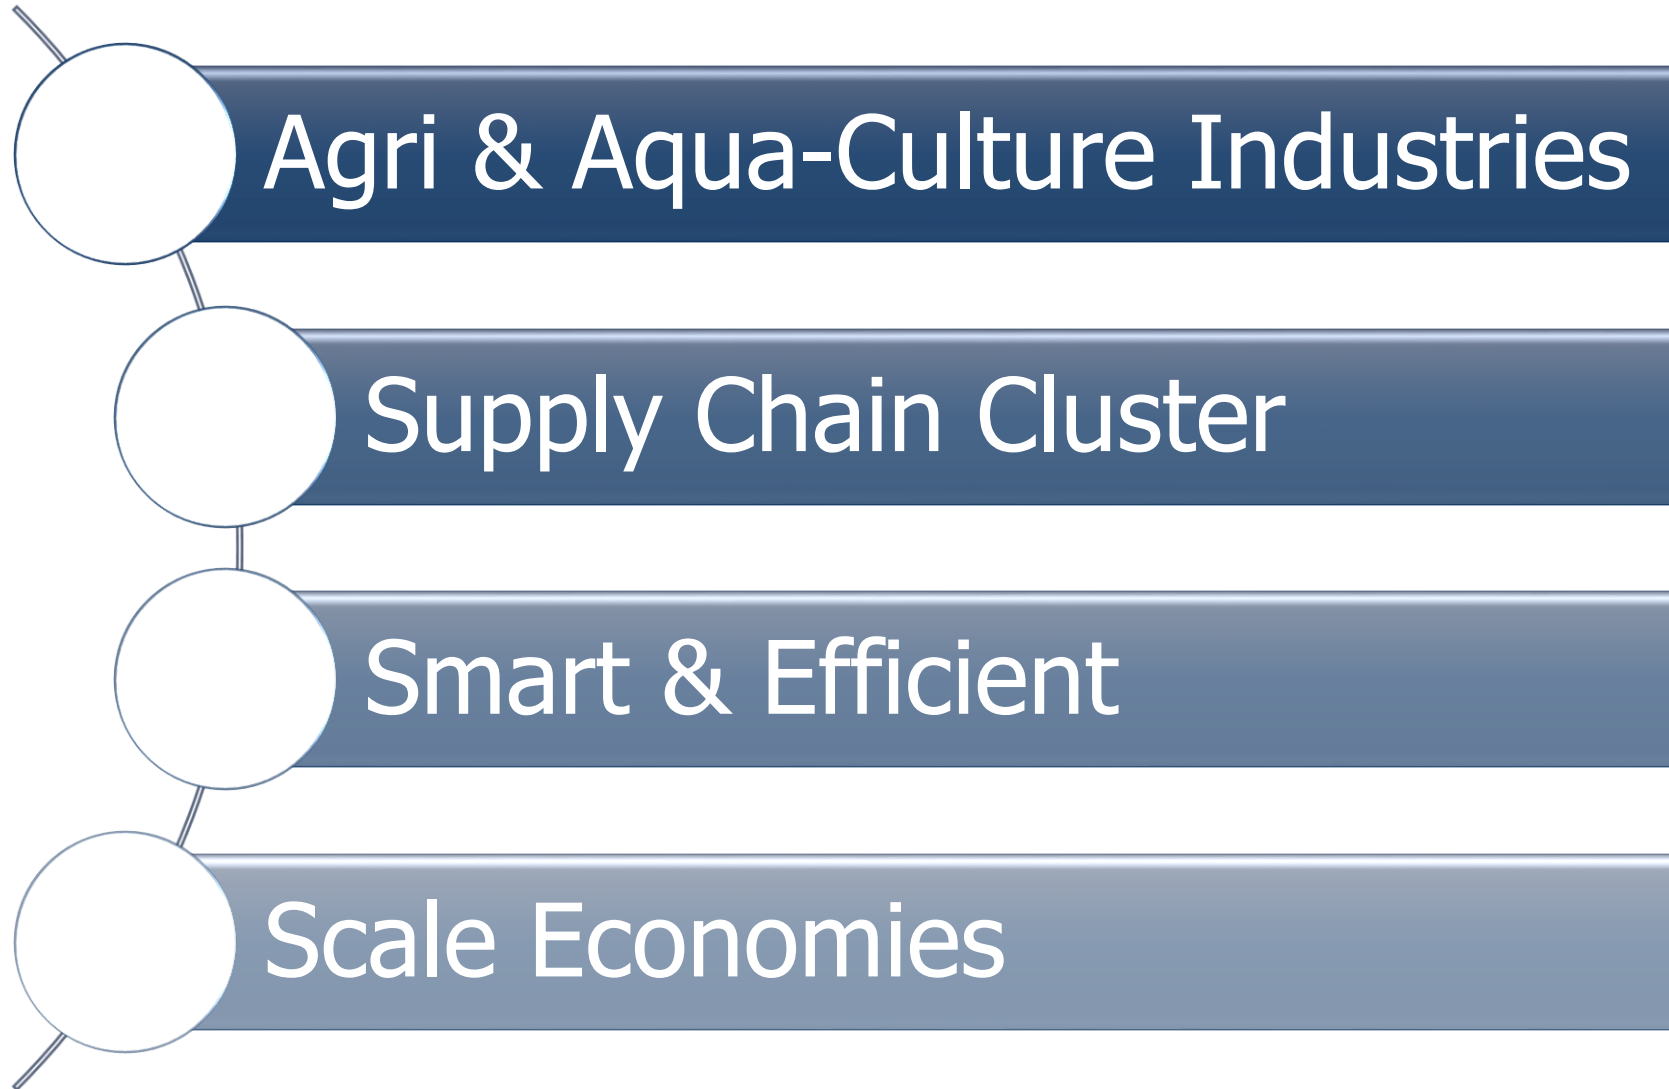 Agri & Aqua-Culture Industries
Supply Chain Cluster
Smart & Efficient
Scale Economies